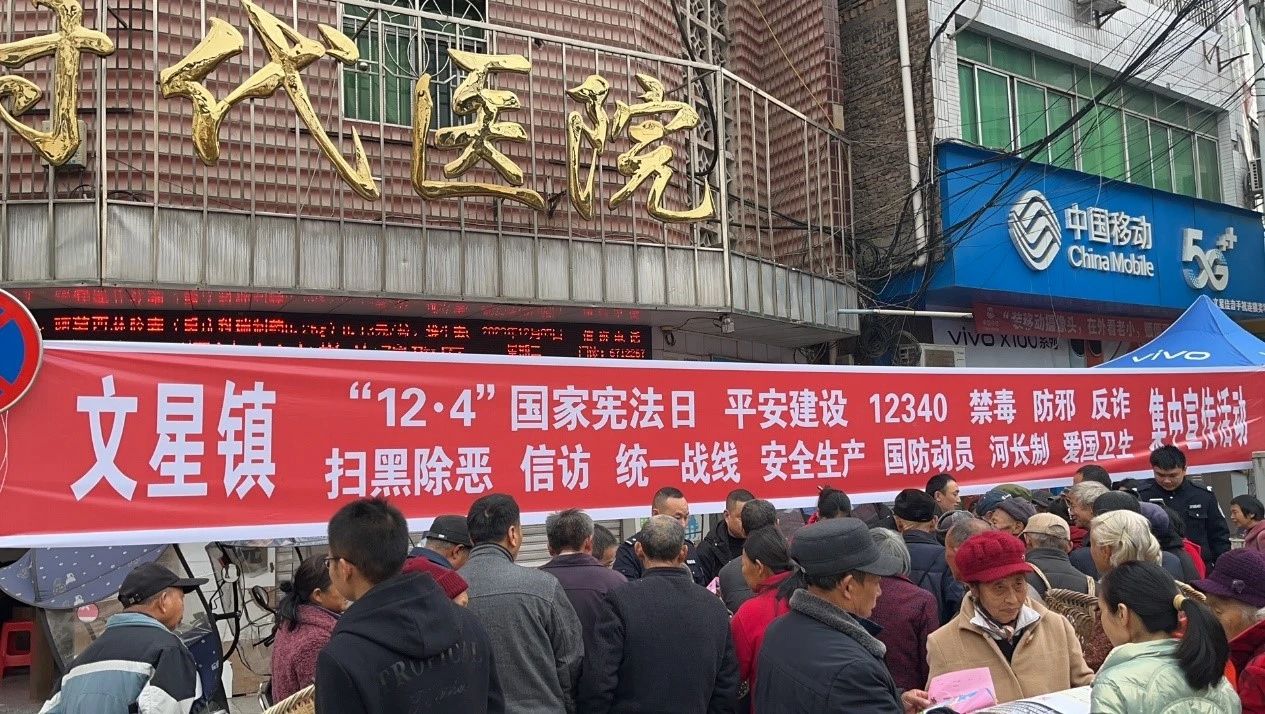 时代医院
中国移动
China Mobile
5G++
vivo X100系列
vivo
文星镇
“12·4”国家宪法日 平安建设 12340 禁毒 防邪 反诈
扫黑除恶 信访 统一战线 安全生产 国防动员 河长制 爱国卫生
集中宣传活动
TROPICAL